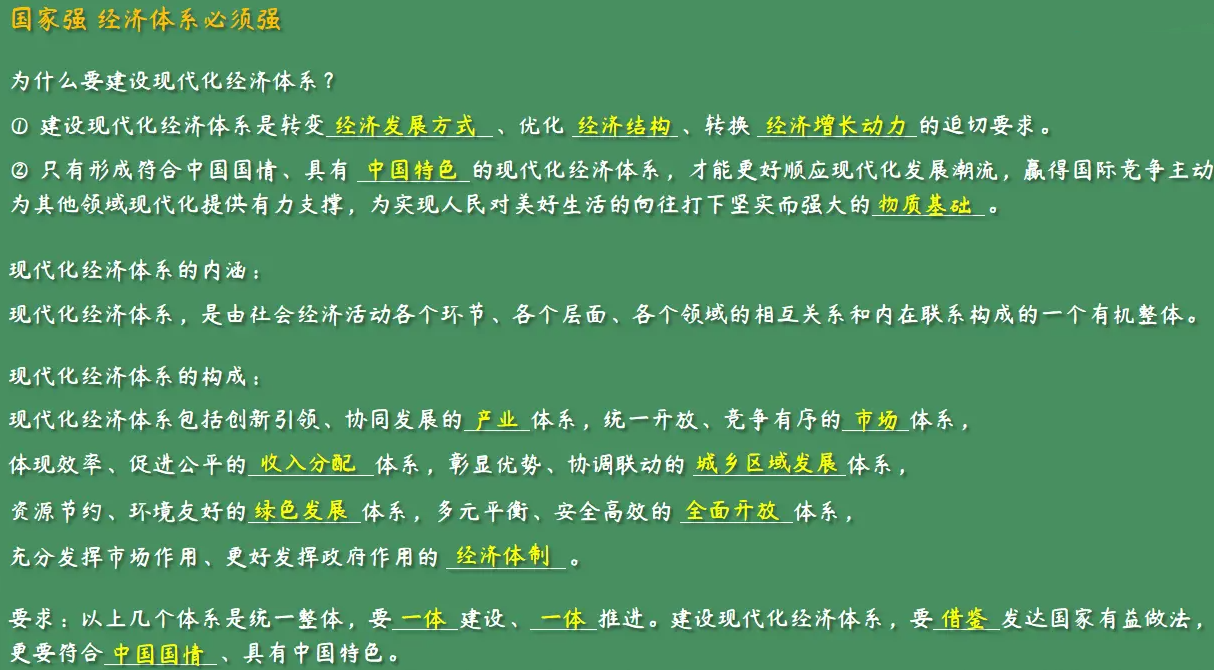 国家强 经济体系必须强
为什么要建设现代化经济体系？
① 建设现代化经济体系是转变 经济发展方式 、优化 经济结构 、转换 经济增长动力 的迫切要求。
② 只有形成符合中国国情、具有 中国特色 的现代化经济体系，才能更好顺应现代化发展潮流，赢得国际竞争主动
为其他领域现代化提供有力支撑，为实现人民对美好生活的向往打下坚实而强大的 物质基础 。
现代化经济体系的内涵：
现代化经济体系，是由社会经济活动各个环节、各个层面、各个领域的相互关系和内在联系构成的一个有机整体。
现代化经济体系的构成：
现代化经济体系包括创新引领、协同发展的 产业 体系，统一开放、竞争有序的 市场 体系，
体现效率、促进公平的 收入分配 体系，彰显优势、协调联动的 城乡区域发展 体系，
资源节约、环境友好的 绿色发展 体系，多元平衡、安全高效的 全面开放 体系，
充分发挥市场作用、更好发挥政府作用的 经济体制 。
要求：以上几个体系是统一整体，要 一体 建设、 一体 推进。建设现代化经济体系，要 借鉴 发达国家有益做法，
更要符合 中国国情 、具有中国特色。